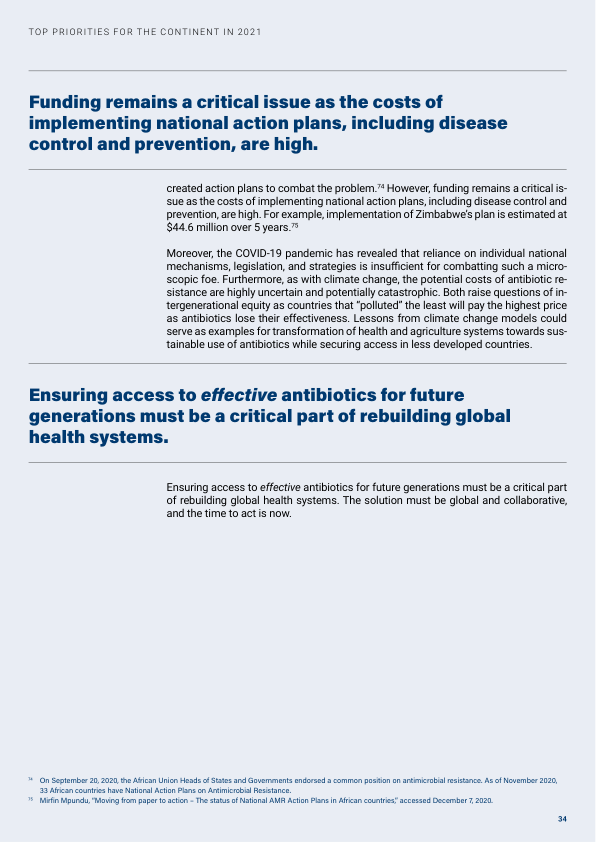 TOP PRIORITIES FOR THE CONTINENT IN 2021
Funding remains a critical issue as the costs of
implementing national action plans, including disease
control and prevention, are high.
created action plans to combat the problem.⁷⁴ However, funding remains a critical is-
sue as the costs of implementing national action plans, including disease control and
prevention, are high. For example, implementation of Zimbabwe's plan is estimated at
$44.6 million over 5 years.⁷⁵
Moreover, the COVID-19 pandemic has revealed that reliance on individual national
mechanisms, legislation, and strategies is insufficient for combatting such a micro-
scopic foe. Furthermore, as with climate change, the potential costs of antibiotic re-
sistance are highly uncertain and potentially catastrophic. Both raise questions of in-
tergenerational equity as countries that “polluted” the least will pay the highest price
as antibiotics lose their effectiveness. Lessons from climate change models could
serve as examples for transformation of health and agriculture systems towards sus-
tainable use of antibiotics while securing access in less developed countries.
Ensuring access to effective antibiotics for future
generations must be a critical part of rebuilding global
health systems.
Ensuring access to effective antibiotics for future generations must be a critical part
of rebuilding global health systems. The solution must be global and collaborative,
and the time to act is now.
⁷⁴ On September 20, 2020, the African Union Heads of States and Governments endorsed a common position on antimicrobial resistance. As of November 2020,
33 African countries have National Action Plans on Antimicrobial Resistance.
⁷⁵ Mirfin Mpundu, “Moving from paper to action – The status of National AMR Action Plans in African countries,” accessed December 7, 2020.
34